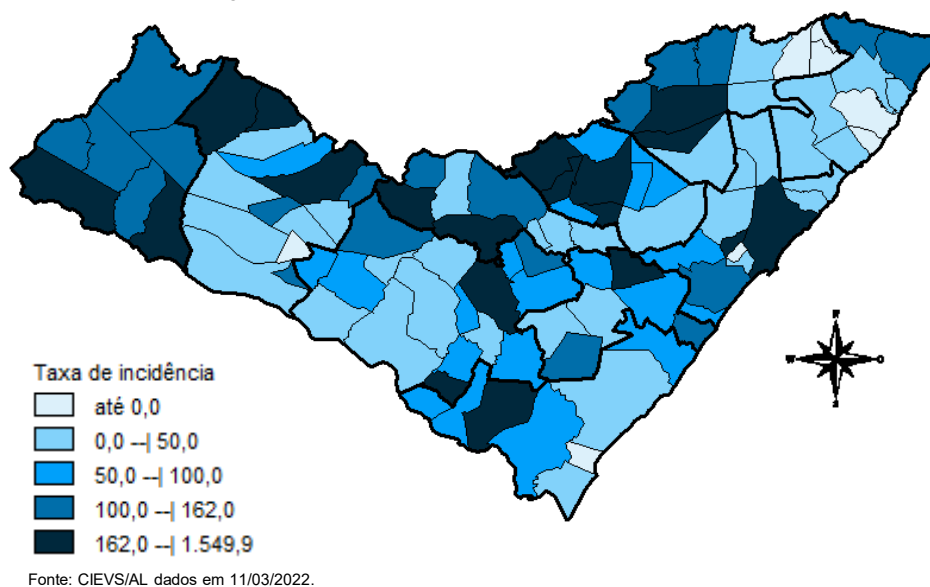 Taxa de incidência
até 0,0
0,0 --| 50,0
50,0 --| 100,0
100,0 --| 162,0
162,0 --| 1.549,9
Fonte: CIEVS/AL dados em 11/03/2022.